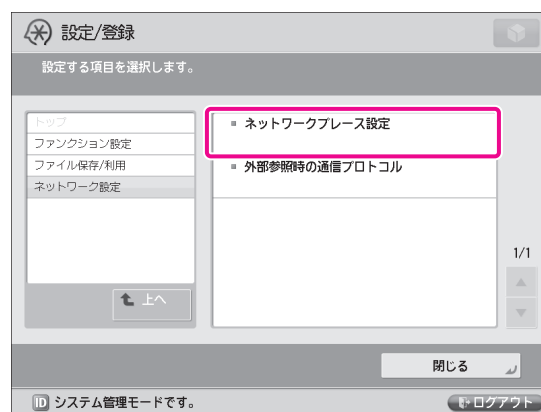 設定/登録
設定する項目を選択します。
トップ
ファンクション設定
ファイル保存/利用
ネットワーク設定
上へ
ネットワークプレース設定
外部参照時の通信プロトコル
1/1
閉じる
ID システム管理モードです。
ログアウト